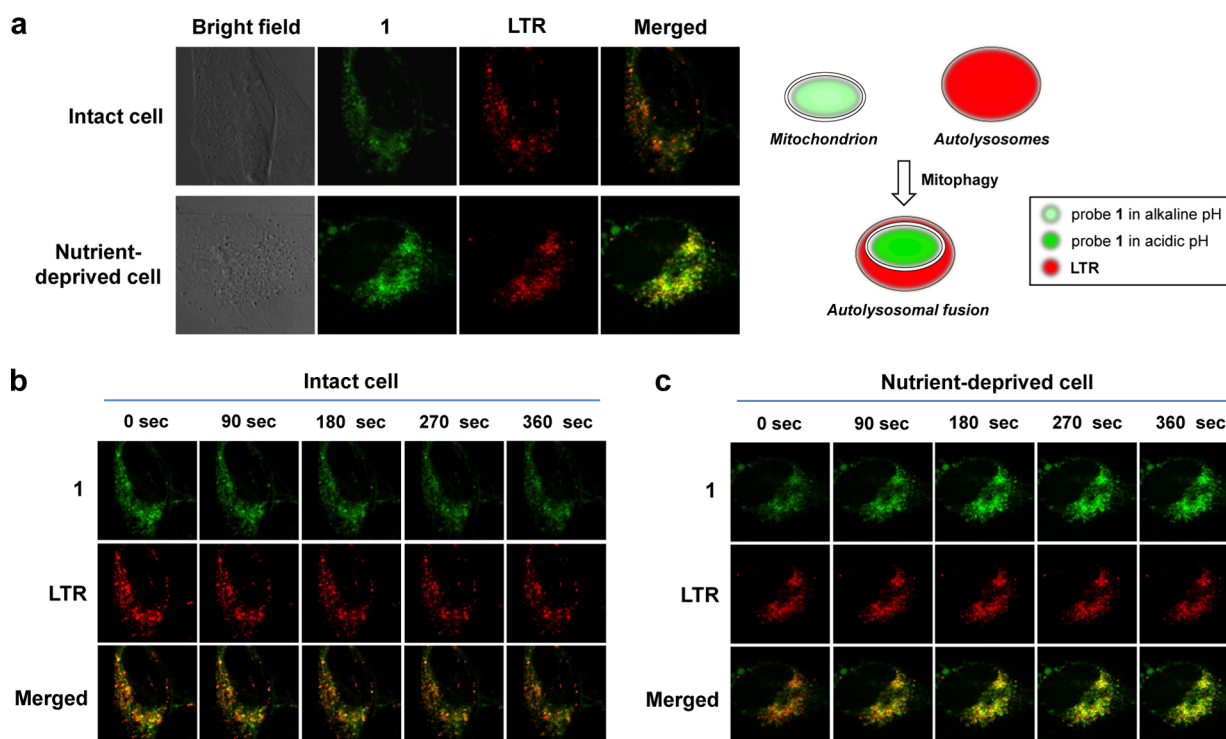 a
Bright field 1 LTR Merged
Intact cell
Nutrient-
deprived cell
Mitochondrion Autolysosomes
Mitophagy
Autolysosomal fusion
probe 1 in alkaline pH
probe 1 in acidic pH
LTR
b
Intact cell
0 sec 90 sec 180 sec 270 sec 360 sec
1
LTR
Merged
c
Nutrient-deprived cell
0 sec 90 sec 180 sec 270 sec 360 sec
1
LTR
Merged